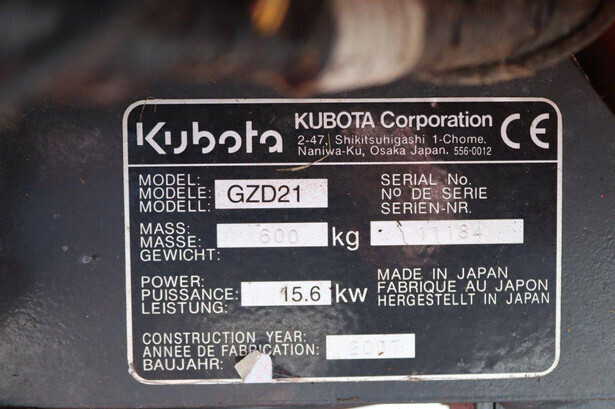 Kubota
KUBOTA Corporation
2-47, Shikitsuhigashi 1-Chome,
Naniwa-Ku, Osaka Japan. 556-0012
CE
MODEL:
MODELE: GZD21
MODELL:
SERIAL No.
Nº DE SERIE
SERIEN-NR.
11184
MASS:
MASSE: 600 kg
GEWICHT:
POWER:
PUISSANCE: 15.6 kw
LEISTUNG:
MADE IN JAPAN
FABRIQUE AU JAPON
HERGESTELLT IN JAPAN
CONSTRUCTION YEAR:
ANNEE DE FABRICATION: 2007
BAUJAHR: